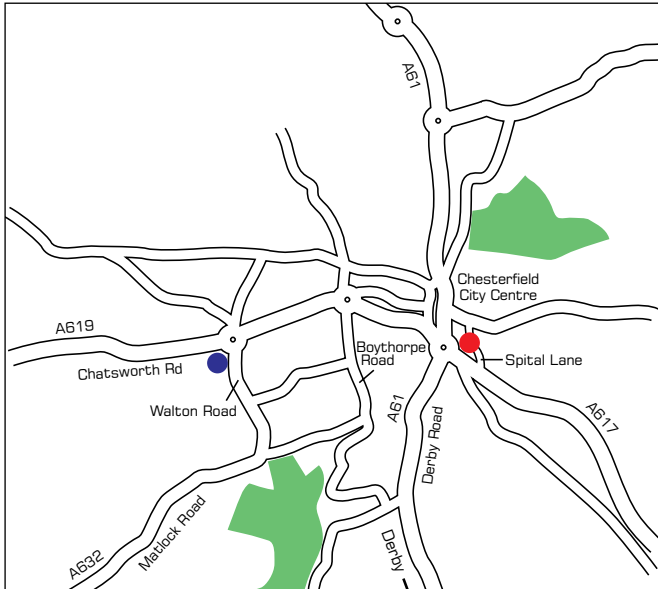 A61
Chesterfield
City Centre
A619
Boythorpe
Road
Spital Lane
Chatsworth Rd
Walton Road
A61
Derby Road
A617
Matlock Road
A632
Derby